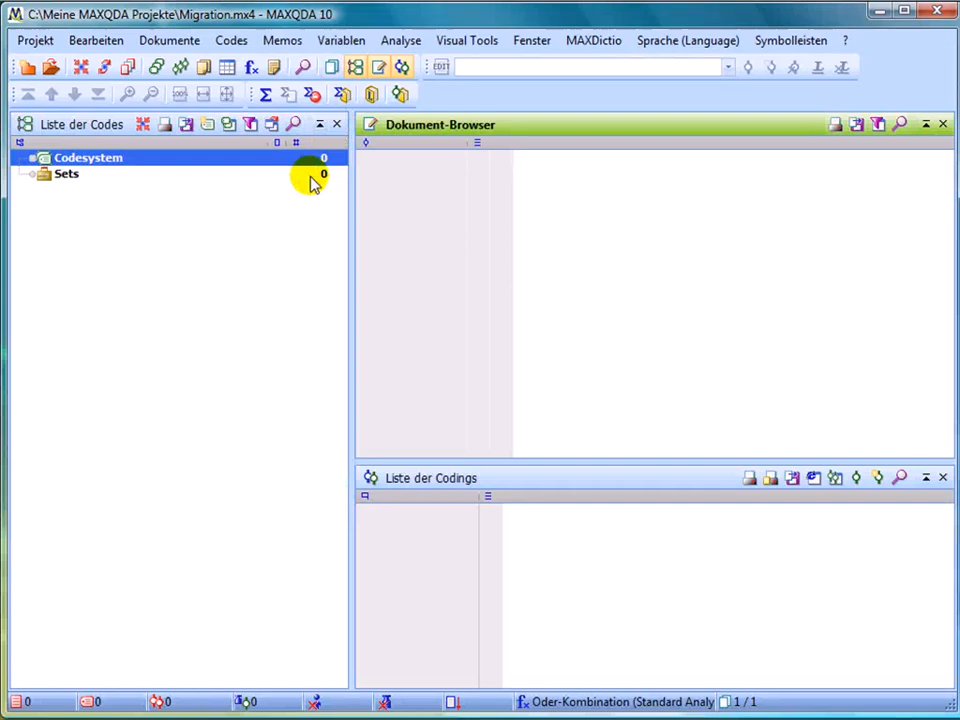 C:\Meine MAXQDA Projekte\Migration.mx4 - MAXQDA 10
Projekt Bearbeiten Dokumente Codes Memos Variablen Analyse Visual Tools Fenster MAXDictio Sprache (Language) Symbolleisten ?
EDIT
Liste der Codes
Dokument-Browser
Codesystem 0
Sets 0
Liste der Codings
0 0 0 0 Oder-Kombination (Standard Analy 1 / 1